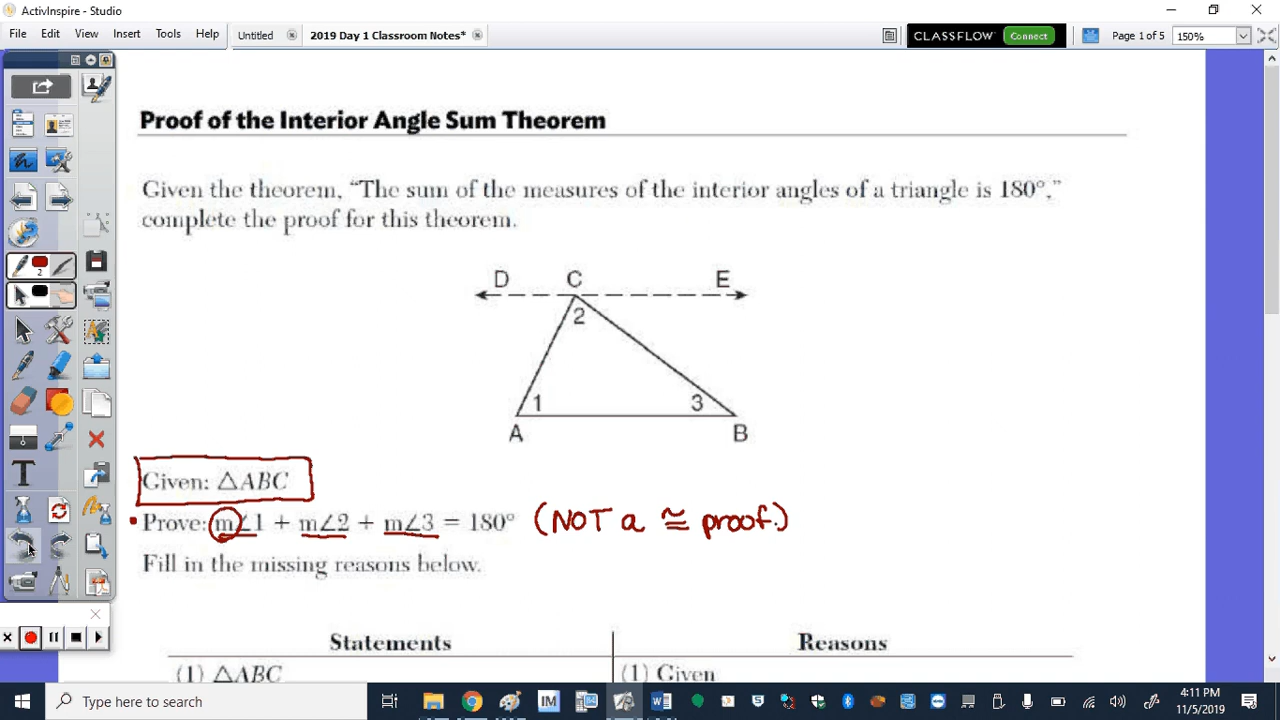 ActivInspire - Studio
File Edit View Insert Tools Help
Untitled
2019 Day 1 Classroom Notes*
CLASSFLOW Connect
Page 1 of 5
150%
Proof of the Interior Angle Sum Theorem
Given the theorem, “The sum of the measures of the interior angles of a triangle is 180°,”
complete the proof for this theorem.
D C E
2
1 3
A B
Given: △ABC
Prove: m∠1 + m∠2 + m∠3 = 180° (NOT a ≅ proof.)
Fill in the missing reasons below.
Statements Reasons
(1) △ABC (1) Given
2
T
Type here to search
IM
W
5
4:11 PM
11/5/2019